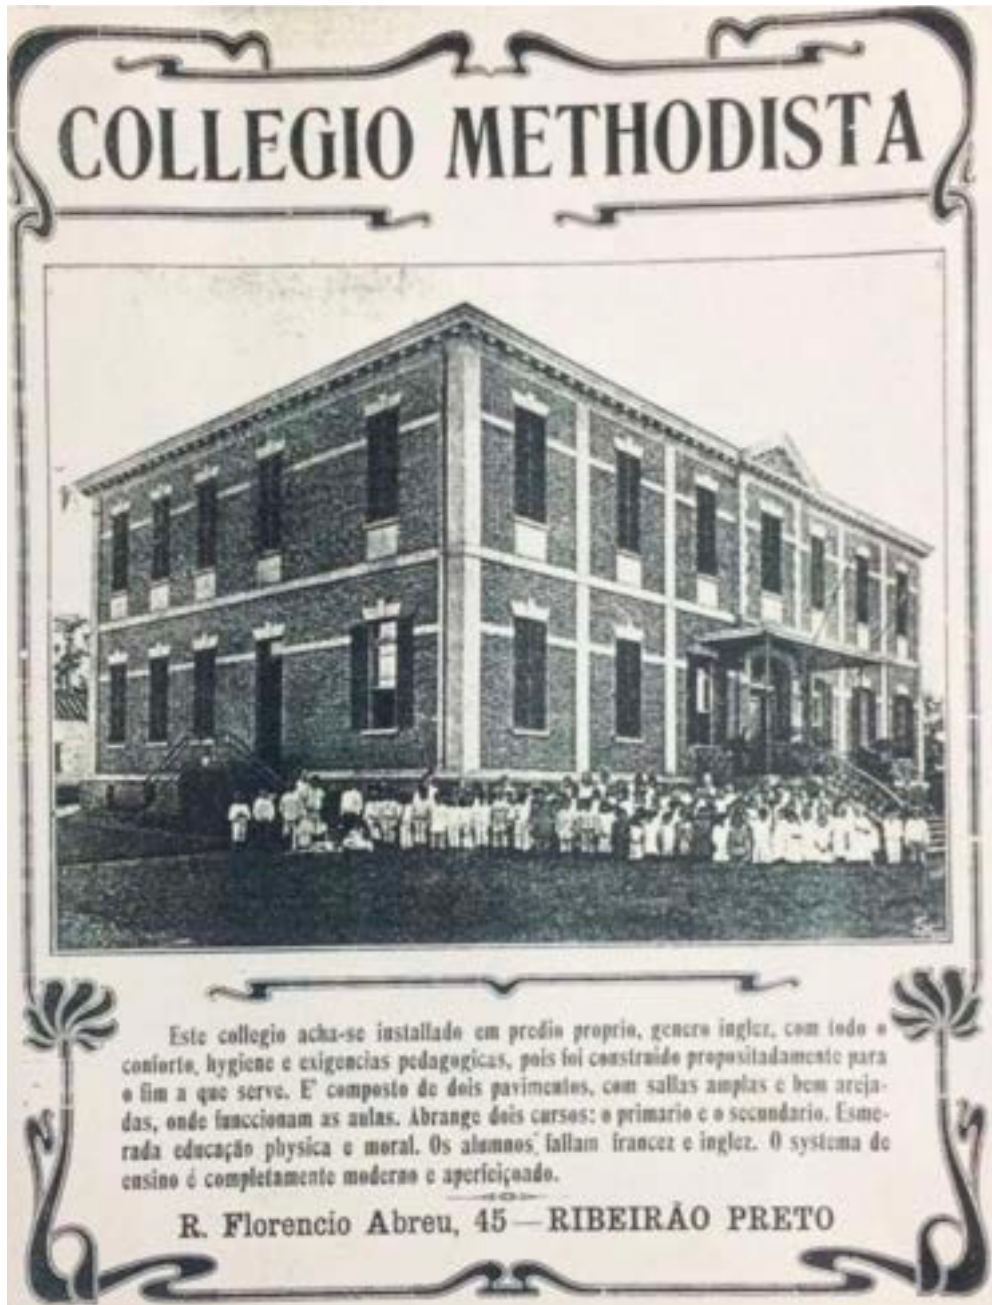 COLLEGIO METHODISTA
Este collegio acha-se installado em predio proprio, genero inglez, com todo o
conforto, hygiene e exigencias pedagogicas, pois foi construido propositadamente para
o fim a que serve. E' composto de dois pavimentos, com sallas amplas e bem areja-
das, onde funccionam as aulas. Abrange dois cursos: o primario e o secundario. Esme-
rada educação physica e moral. Os alumnos fallam francez e inglez. O systema de
ensino é completamente moderno e aperfeiçoado.
R. Florencio Abreu, 45 — RIBEIRÃO PRETO